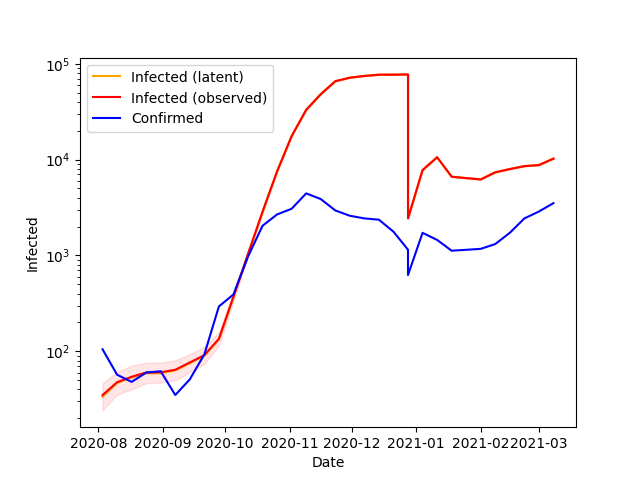 Infected (latent)
Infected (observed)
Confirmed
10^5
10^4
10^3
10^2
Infected
2020-08 2020-09 2020-10 2020-11 2020-12 2021-01 2021-02 2021-03
Date